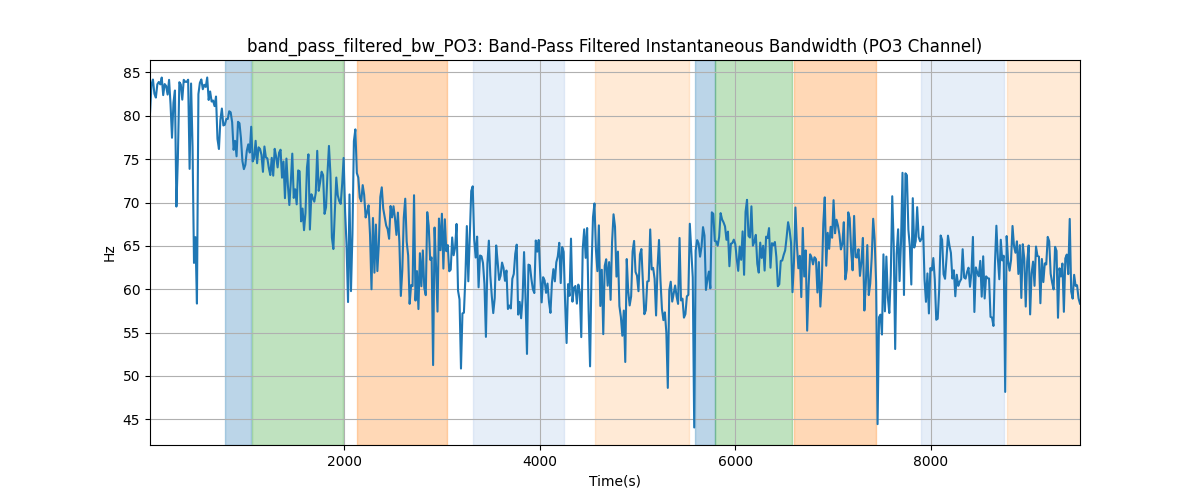 band_pass_filtered_bw_PO3: Band-Pass Filtered Instantaneous Bandwidth (PO3 Channel)
85
80
75
70
65
60
55
50
45
Hz
2000 4000 6000 8000
Time(s)